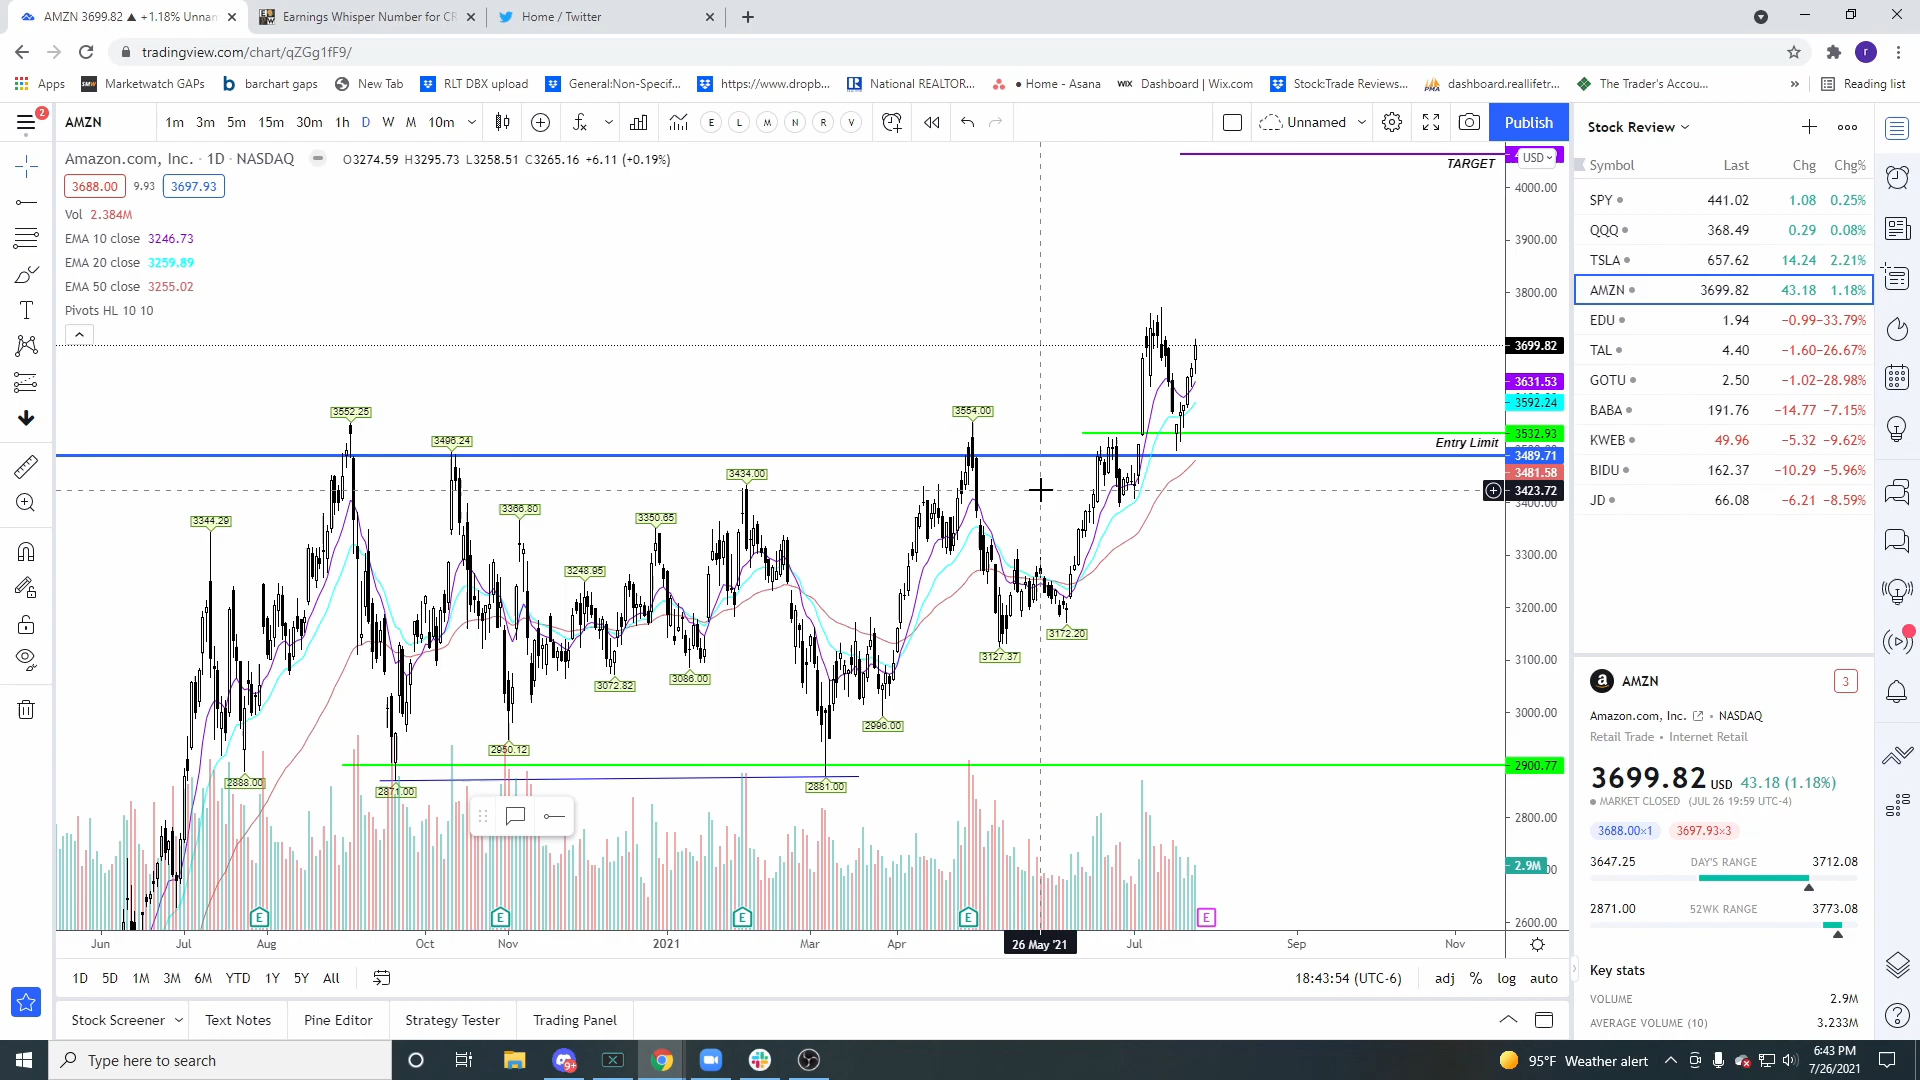 AMZN 3699.82 ▲ +1.18% Unnan
Earnings Whisper Number for CR
Home / Twitter
tradingview.com/chart/qZGg1fF9/
r
Apps
SMW Marketwatch GAPs
b barchart gaps
New Tab
RLT DBX upload
General:Non-Specif...
https://www.dropb...
National REALTOR...
• Home - Asana
WIX Dashboard | Wix.com
Stock:Trade Reviews...
PMA dashboard.reallifetr...
The Trader's Accou...
»
Reading list
2
AMZN
1m 3m 5m 15m 30m 1h D W M 10m
E L M N R V
Unnamed
Publish
Amazon.com, Inc. · 1D · NASDAQ
O3274.59 H3295.73 L3258.51 C3265.16 +6.11 (+0.19%)
3688.00 9.93 3697.93
Vol 2.384M
EMA 10 close 3246.73
EMA 20 close 3259.89
EMA 50 close 3255.02
Pivots HL 10 10
TARGET
USD
4000.00
3900.00
3800.00
3699.82
3631.53
3592.24
3532.93
Entry Limit
3489.71
3481.58
3423.72
3400.00
3300.00
3200.00
3100.00
3000.00
2900.77
2800.00
2.9M
2600.00
3552.25
3554.00
3496.24
3434.00
3344.29
3366.80
3350.65
3248.95
3172.20
3127.37
3072.82
3086.00
2996.00
2950.12
2888.00
2871.00
2881.00
E E E E E
Jun Jul Aug Oct Nov 2021 Mar Apr 26 May '21 Jul Sep Nov
1D 5D 1M 3M 6M YTD 1Y 5Y All
18:43:54 (UTC-6)
adj % log auto
Stock Screener
Text Notes
Pine Editor
Strategy Tester
Trading Panel
Stock Review
Symbol Last Chg Chg%
SPY 441.02 1.08 0.25%
QQQ 368.49 0.29 0.08%
TSLA 657.62 14.24 2.21%
AMZN 3699.82 43.18 1.18%
EDU 1.94 −0.99 −33.79%
TAL 4.40 −1.60 −26.67%
GOTU 2.50 −1.02 −28.98%
BABA 191.76 −14.77 −7.15%
KWEB 49.96 −5.32 −9.62%
BIDU 162.37 −10.29 −5.96%
JD 66.08 −6.21 −8.59%
a AMZN 3
Amazon.com, Inc. • NASDAQ
Retail Trade • Internet Retail
3699.82 USD 43.18 (1.18%)
MARKET CLOSED (JUL 26 19:59 UTC-4)
3688.00×1 3697.93×3
3647.25 DAY'S RANGE 3712.08
2871.00 52WK RANGE 3773.08
Key stats
VOLUME 2.9M
AVERAGE VOLUME (10) 3.233M
Type here to search
9+
95°F Weather alert
6:43 PM
7/26/2021